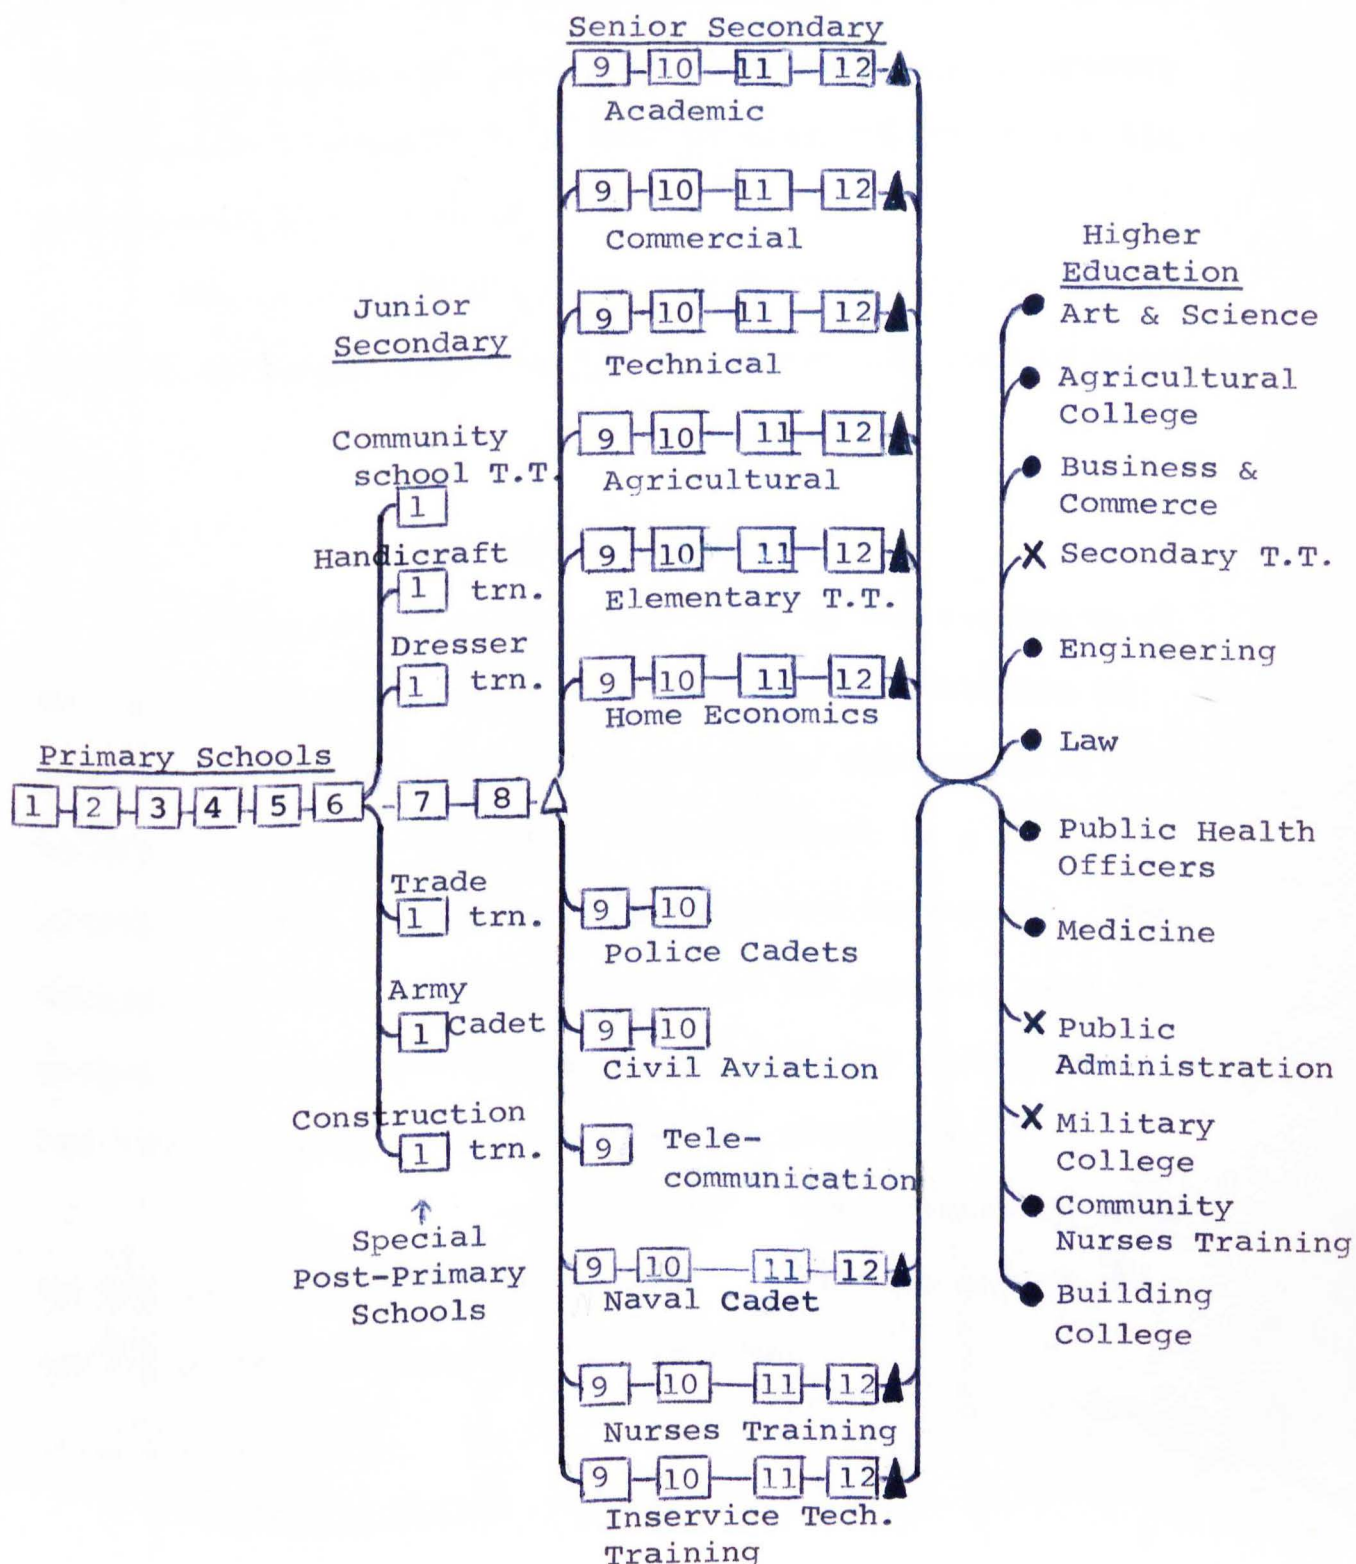 Senior Secondary
9 10 11 12
Academic
9 10 11 12
Commercial
9 10 11 12
Technical
9 10 11 12
Agricultural
9 10 11 12
Elementary T.T.
9 10 11 12
Home Economics
Junior
Secondary
Community
school T.T.
1
Handicraft
1 trn.
Dresser
1 trn.
Primary Schools
1 2 3 4 5 6 7 8
Trade
1 trn.
Army
1 Cadet
Construction
1 trn.
↑
Special
Post-Primary
Schools
9 10
Police Cadets
9 10
Civil Aviation
9 Tele-
communication
9 10 11 12
Naval Cadet
9 10 11 12
Nurses Training
9 10 11 12
Inservice Tech.
Training
Higher
Education
Art & Science
Agricultural
College
Business &
Commerce
X Secondary T.T.
Engineering
Law
Public Health
Officers
Medicine
X Public
Administration
X Military
College
Community
Nurses Training
Building
College